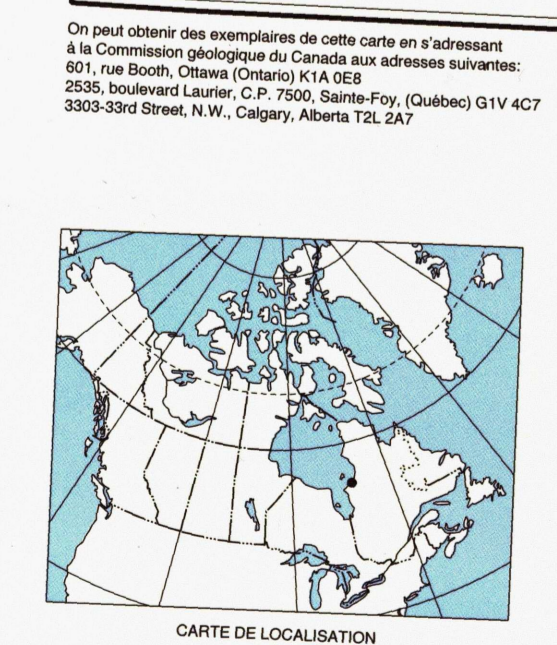 On peut obtenir des exemplaires de cette carte en s'adressant
à la Commission géologique du Canada aux adresses suivantes:
601, rue Booth, Ottawa (Ontario) K1A 0E8
2535, boulevard Laurier, C.P. 7500, Sainte-Foy, (Québec) G1V 4C7
3303-33rd Street, N.W., Calgary, Alberta T2L 2A7
CARTE DE LOCALISATION